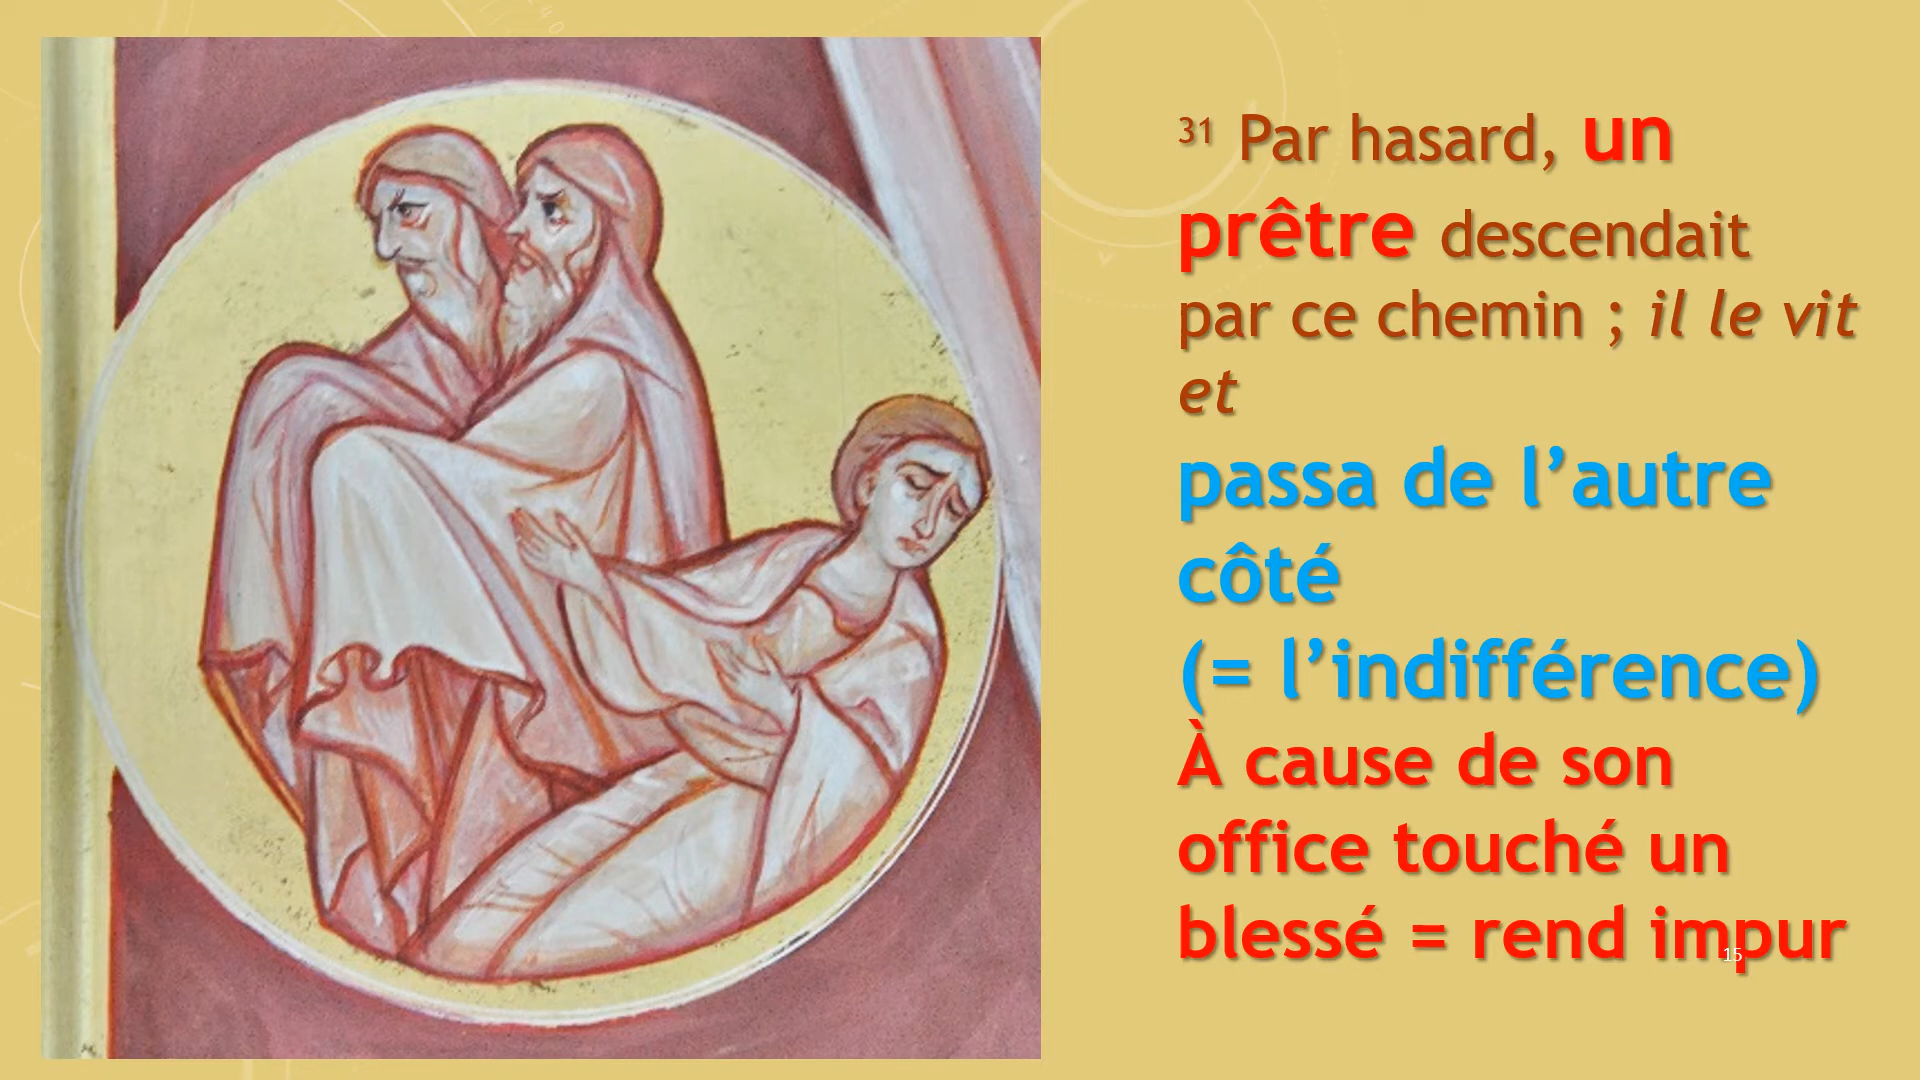 ³¹ Par hasard, un
prêtre descendait
par ce chemin ; il le vit
et
passa de l’autre
côté
(= l’indifférence)
À cause de son
office touché un
blessé = rend impur
15